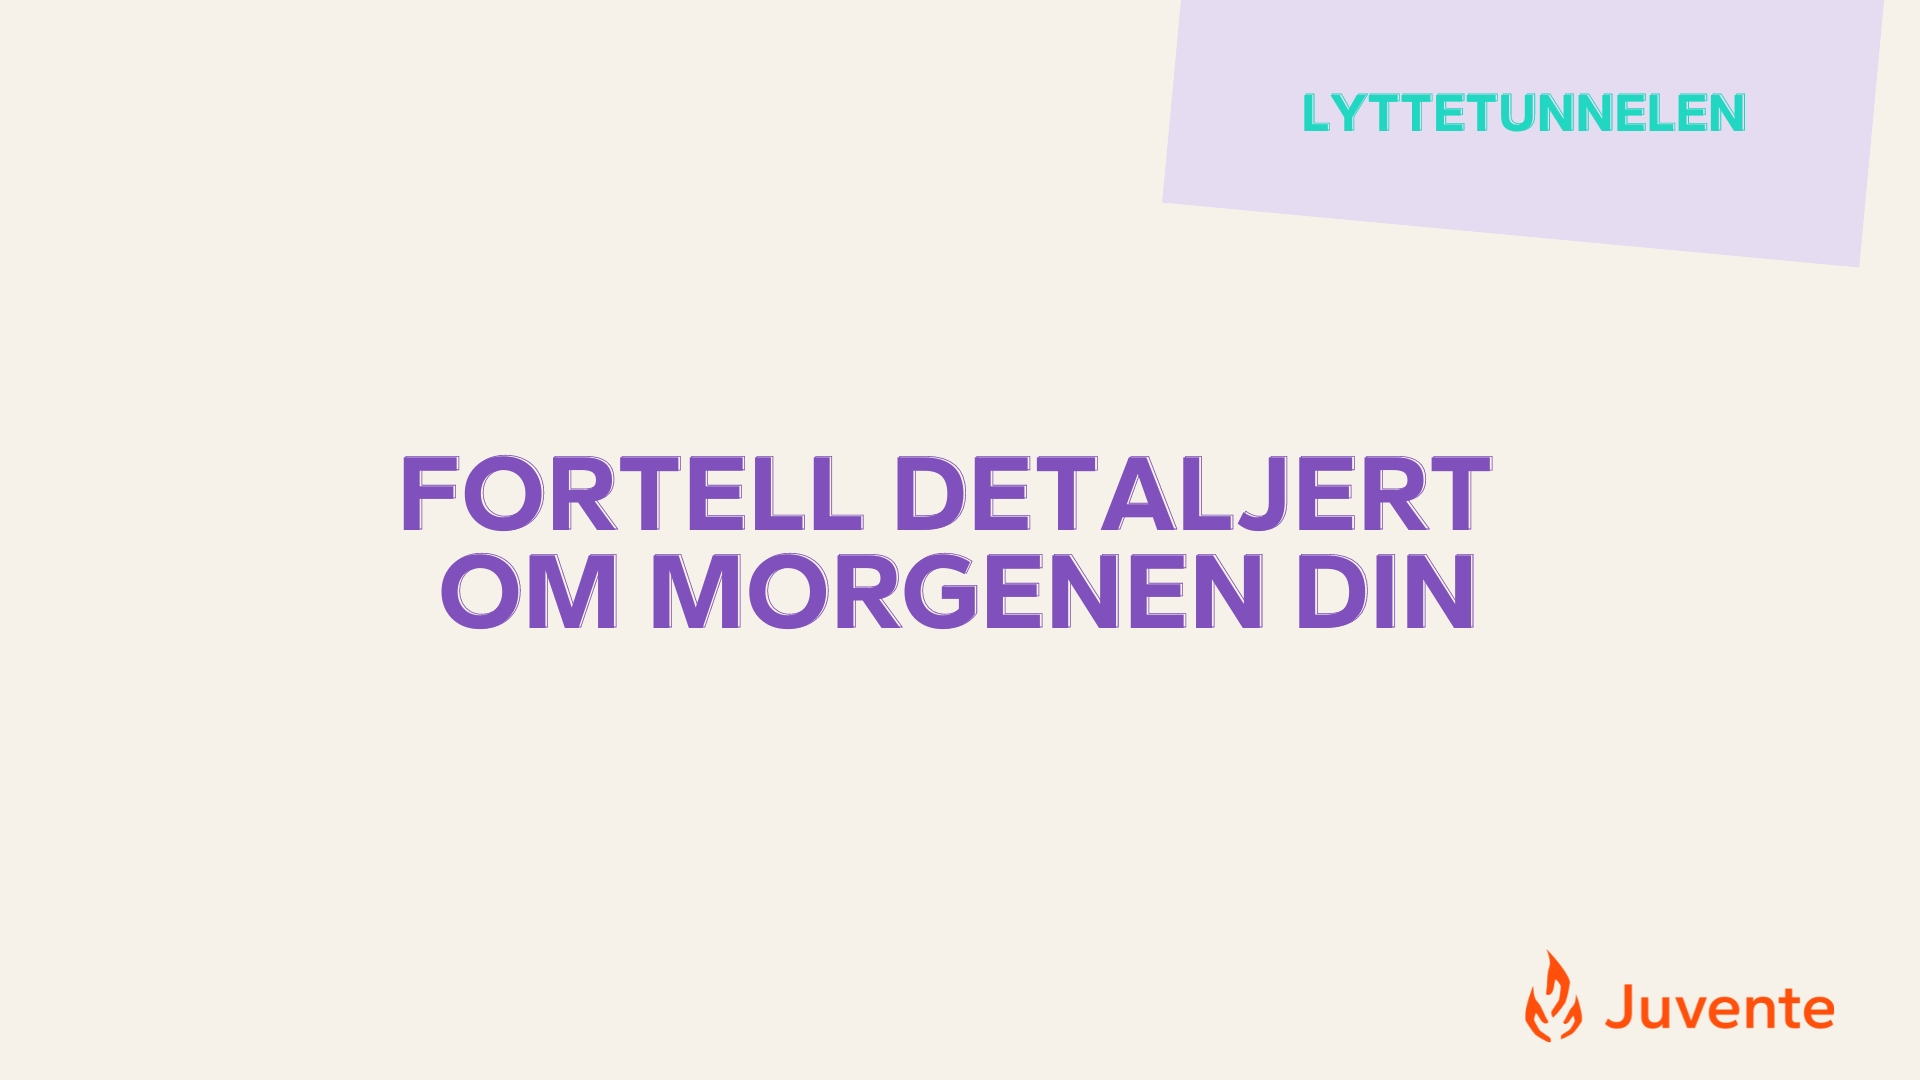 LYTTETUNNELEN
FORTELL DETALJERT
OM MORGENEN DIN
Juvente